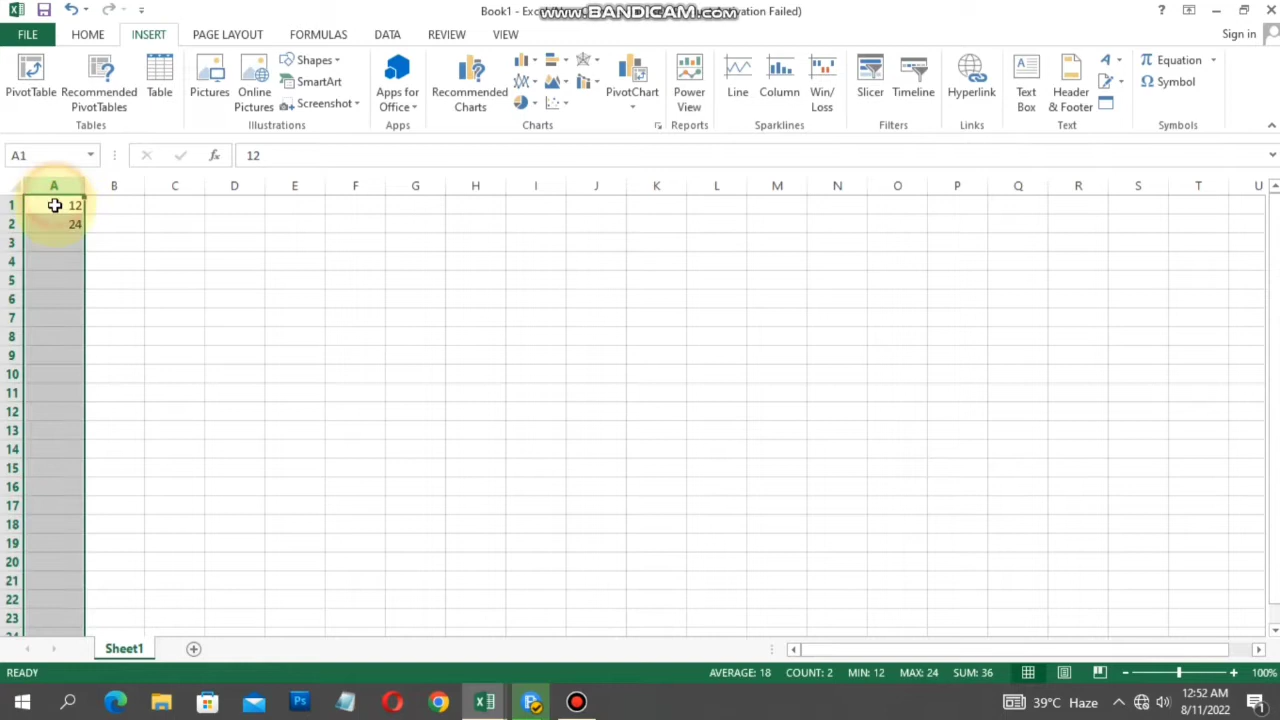 Book1 - Exce
ivation Failed)
www.BANDICAM.com
?
FILE
HOME
INSERT
PAGE LAYOUT
FORMULAS
DATA
REVIEW
VIEW
Sign in
PivotTable
Recommended
PivotTables
Table
Tables
Pictures
Online
Pictures
Shapes
SmartArt
Screenshot
Illustrations
Apps for
Office
Apps
Recommended
Charts
PivotChart
Charts
Power
View
Reports
Line
Column
Win/
Loss
Sparklines
Slicer
Timeline
Filters
Hyperlink
Links
Text
Box
Header
& Footer
Text
Equation
Symbol
Symbols
A1
fx
12
A B C D E F G H I J K L M N O P Q R S T U
1 12
2 24
3
4
5
6
7
8
9
10
11
12
13
14
15
16
17
18
19
20
21
22
23
24
Sheet1
READY
AVERAGE: 18 COUNT: 2 MIN: 12 MAX: 24 SUM: 36
100%
39°C Haze
12:52 AM
8/11/2022
1